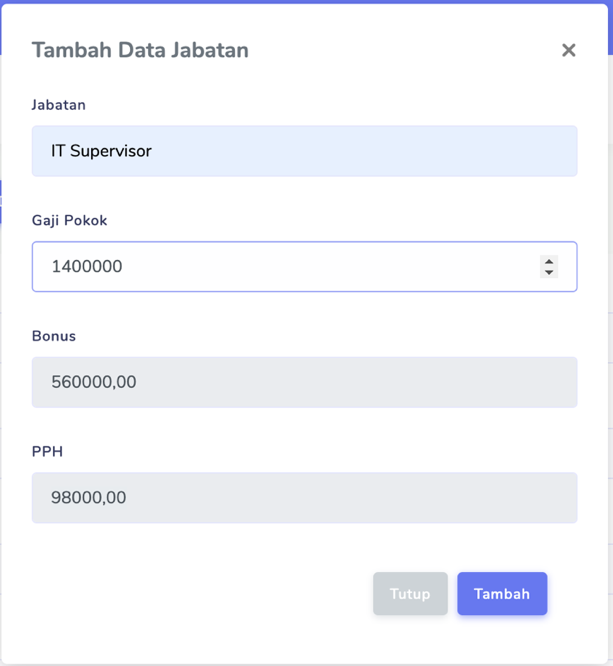 Tambah Data Jabatan
Jabatan
IT Supervisor
Gaji Pokok
1400000
Bonus
560000,00
PPH
98000,00
Tutup
Tambah